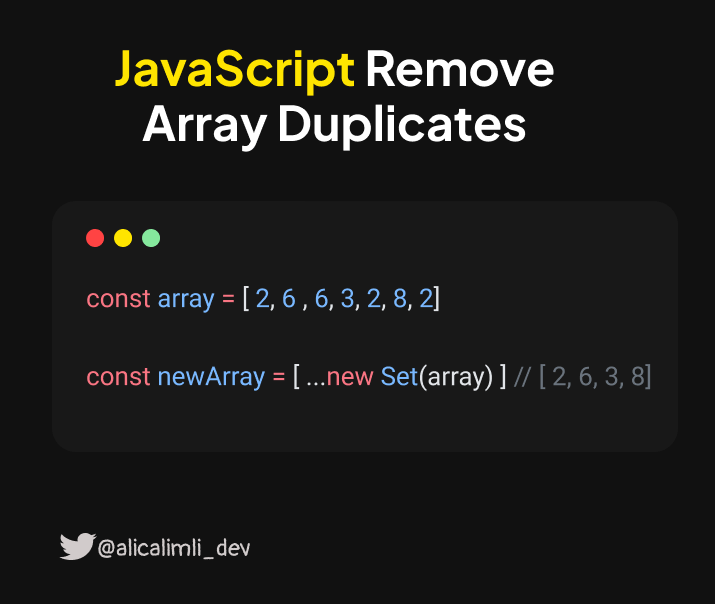 JavaScript Remove
Array Duplicates
const array = [ 2, 6 , 6, 3, 2, 8, 2]
const newArray = [ ...new Set(array) ] // [ 2, 6, 3, 8]
@alicalimli_dev